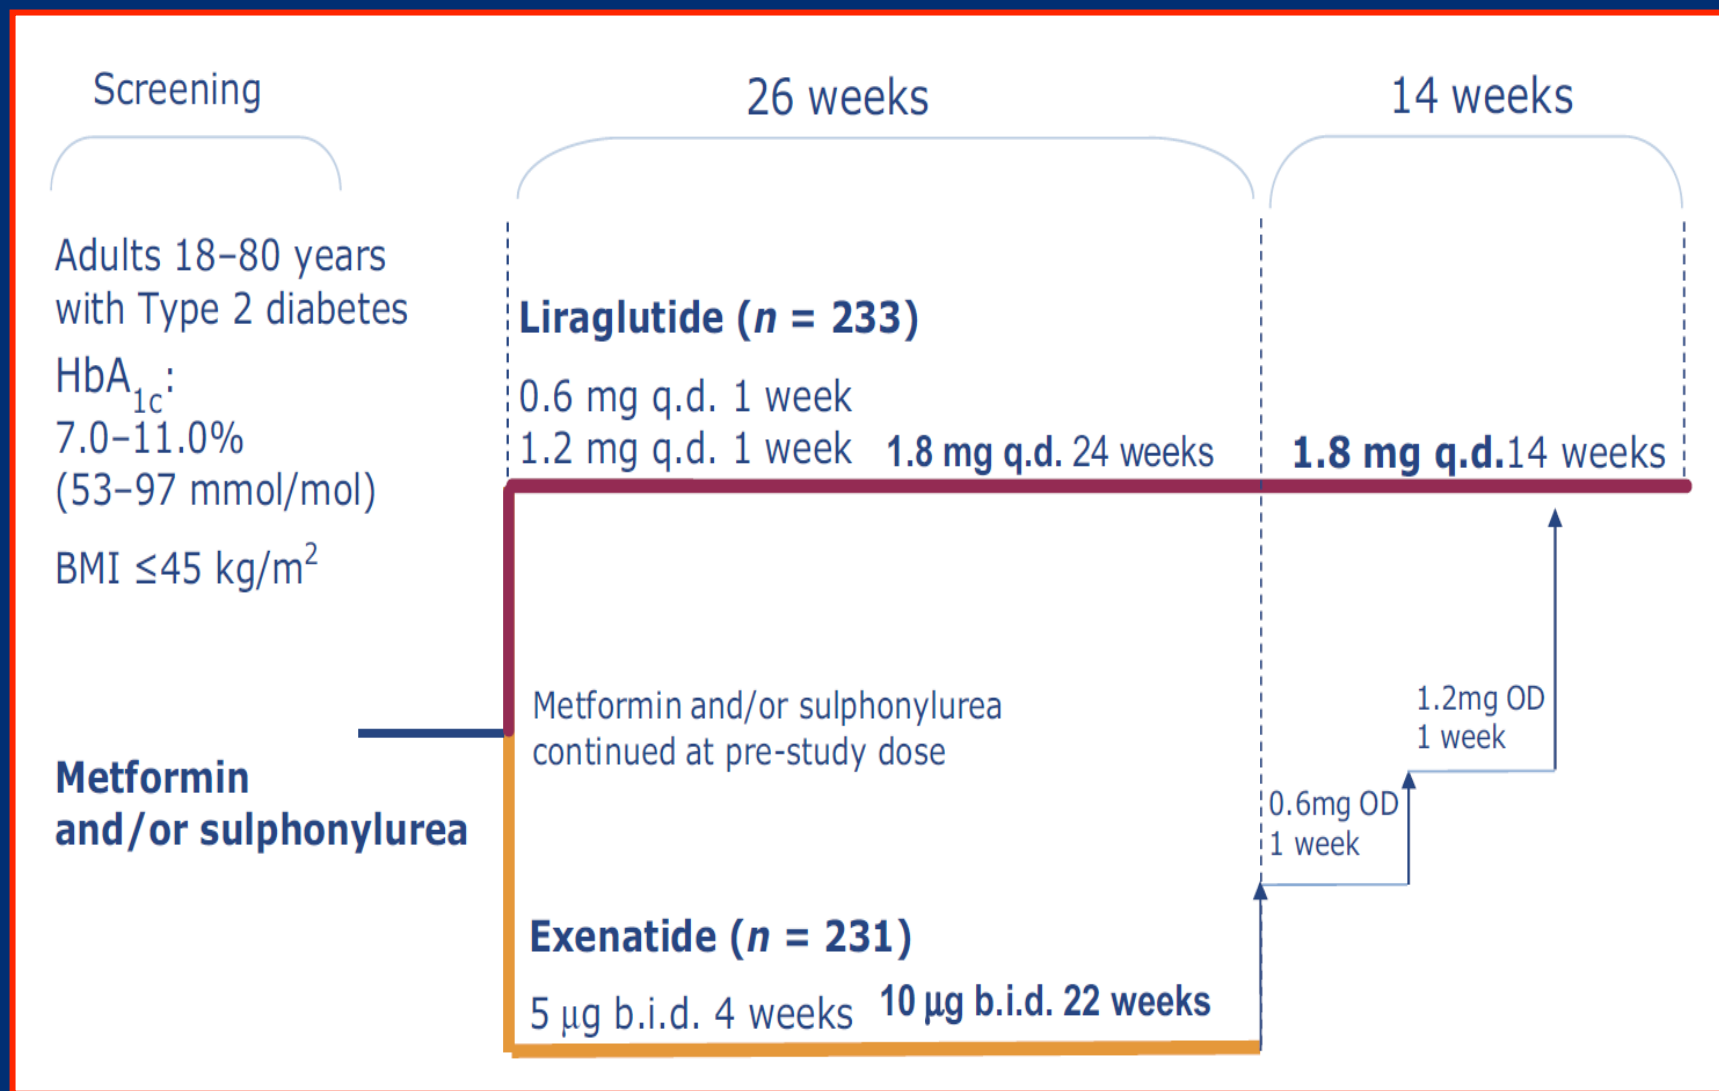 Screening
26 weeks
14 weeks
Adults 18–80 years
with Type 2 diabetes
HbA1c:
7.0–11.0%
(53–97 mmol/mol)
BMI ≤45 kg/m2
Metformin
and/or sulphonylurea
Liraglutide (n = 233)
0.6 mg q.d. 1 week
1.2 mg q.d. 1 week
1.8 mg q.d. 24 weeks
1.8 mg q.d.14 weeks
Metformin and/or sulphonylurea
continued at pre-study dose
1.2mg OD
1 week
0.6mg OD
1 week
Exenatide (n = 231)
5 µg b.i.d. 4 weeks
10 µg b.i.d. 22 weeks